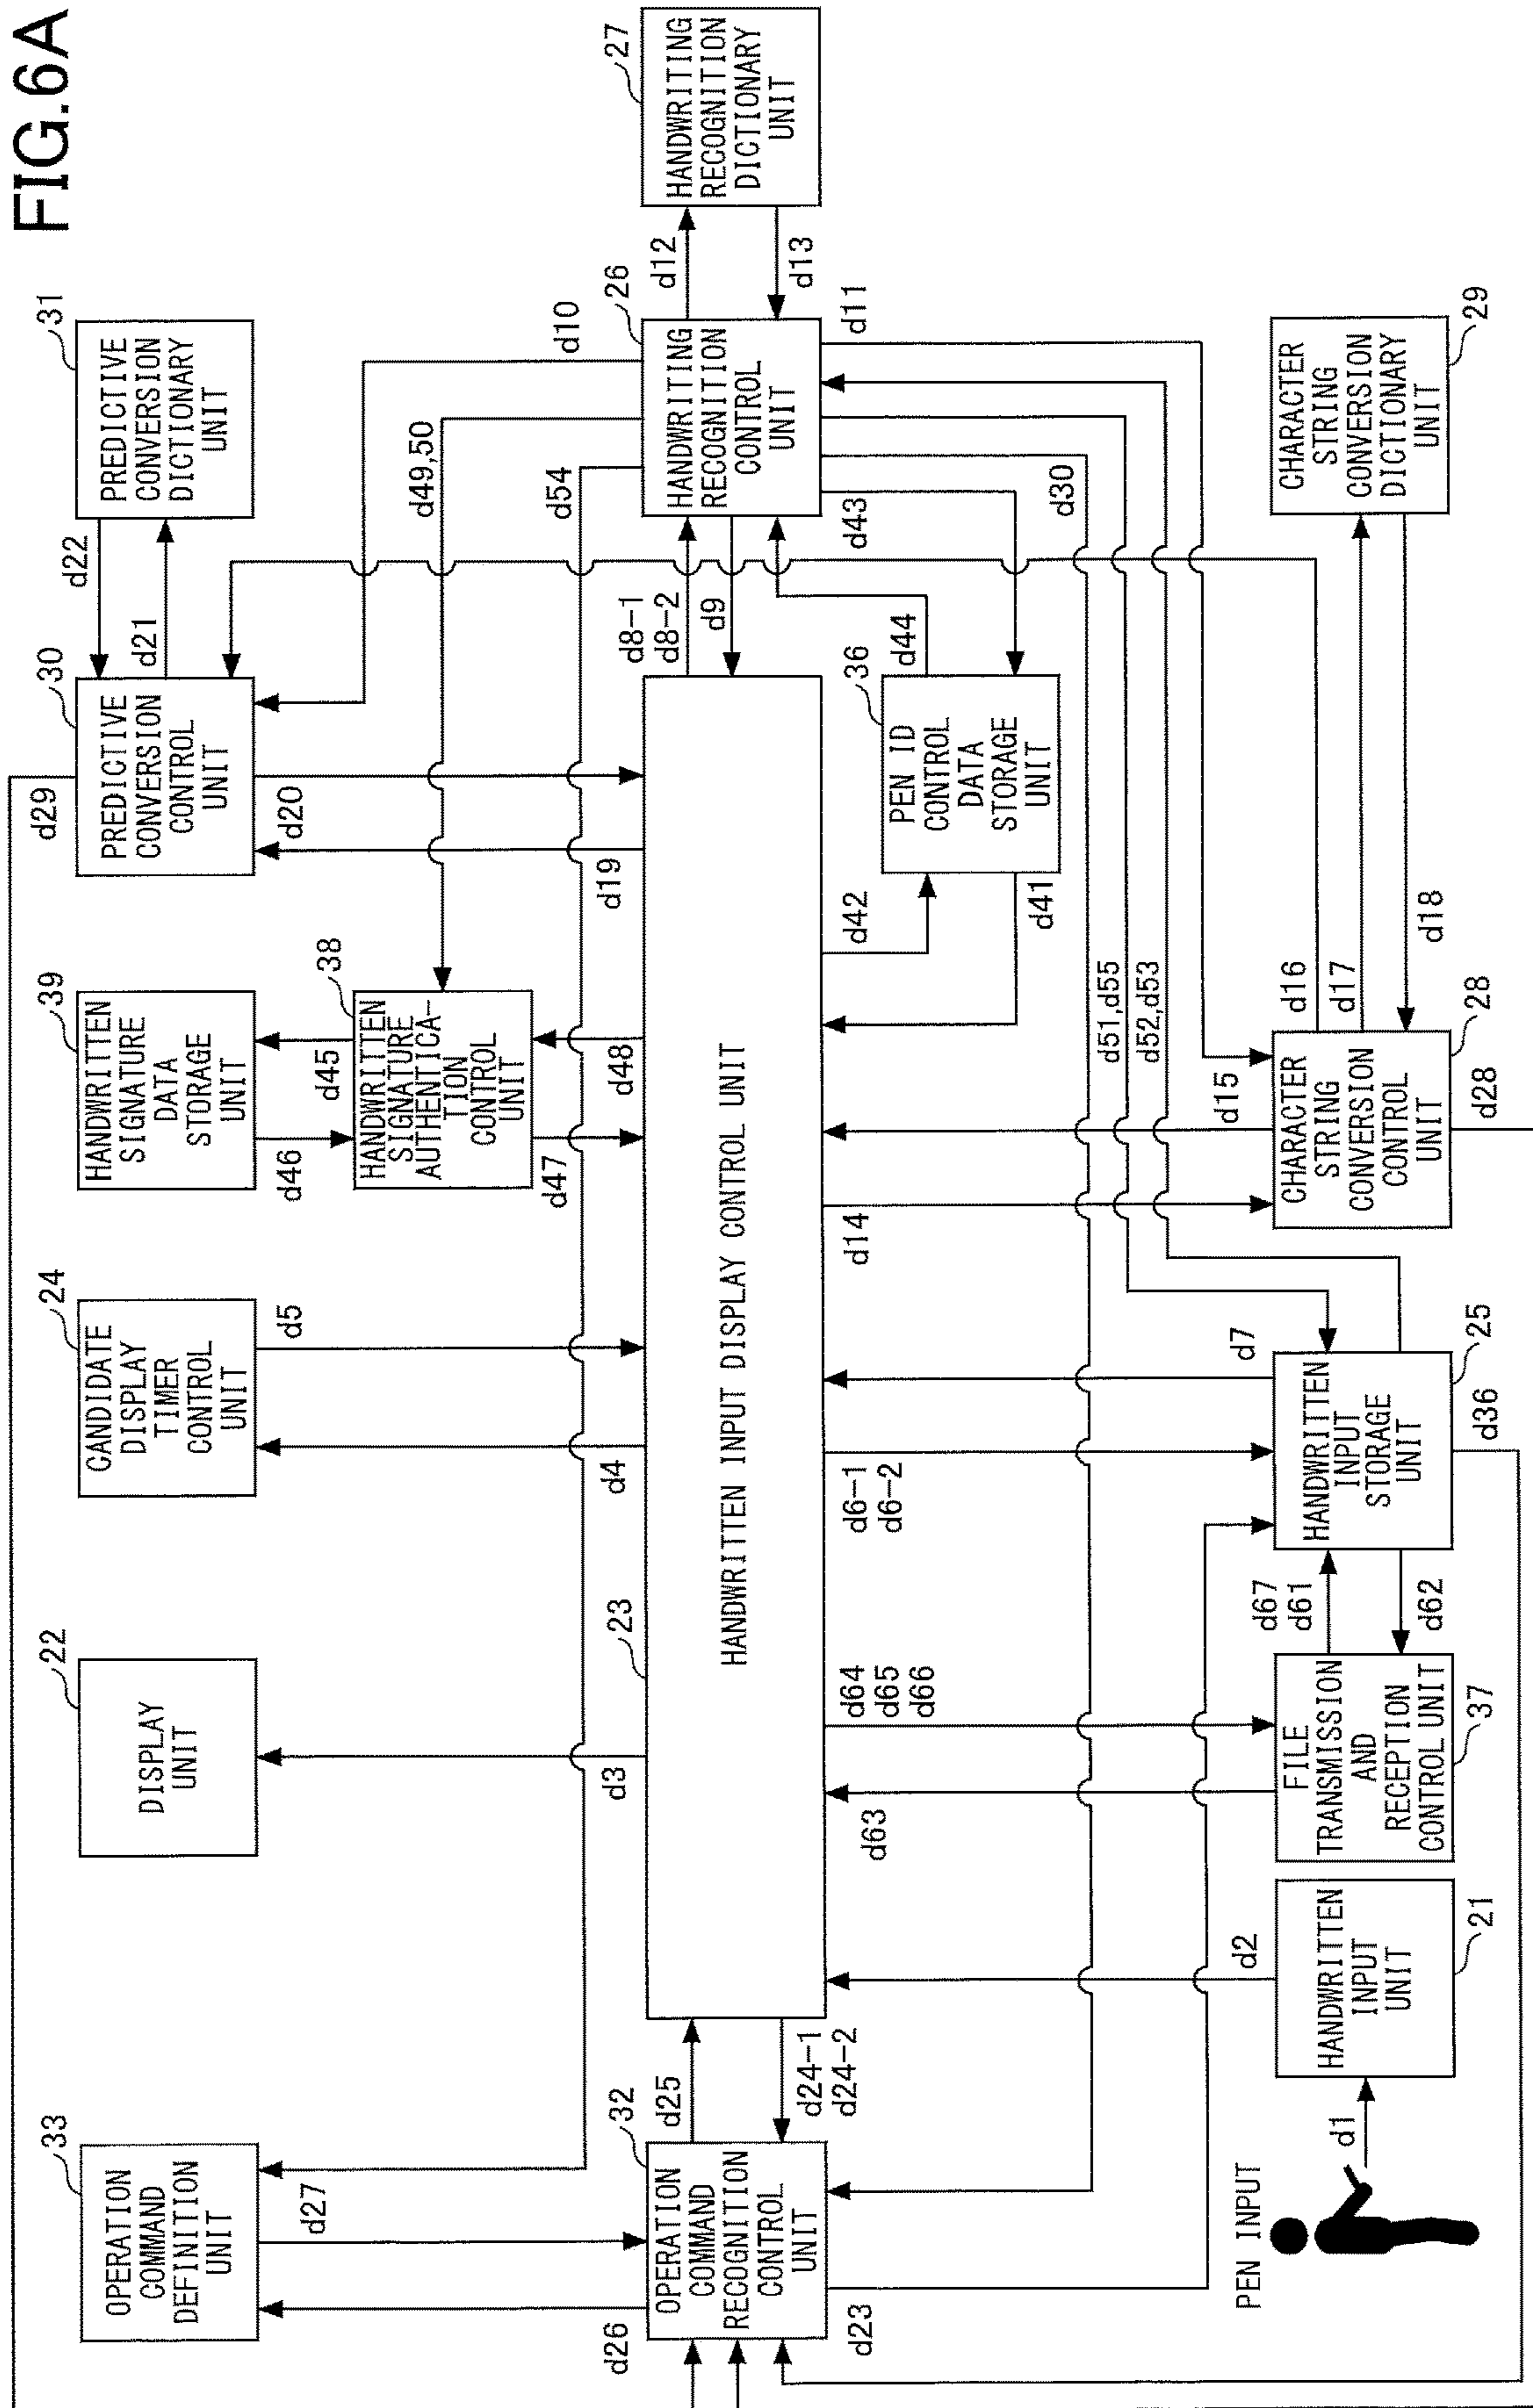 FIG.6A
33
OPERATION
COMMAND
DEFINITION
UNIT
22
DISPLAY
UNIT
24
CANDIDATE
DISPLAY
TIMER
CONTROL
UNIT
39
HANDWRITTEN
SIGNATURE
DATA
STORAGE
UNIT
30
PREDICTIVE
CONVERSION
CONTROL
UNIT
31
PREDICTIVE
CONVERSION
DICTIONARY
UNIT
d29
d22
d21
d46
d45
38
HANDWRITTEN
SIGNATURE
AUTHENTICA-
TION
CONTROL
UNIT
d27
d26
d3
d4
d5
d47
d48
d19
d20
d49,50
d54
d10
32
OPERATION
COMMAND
RECOGNITION
CONTROL
UNIT
d25
d24-1
d24-2
23
HANDWRITTEN INPUT DISPLAY CONTROL UNIT
d8-1
d8-2
d9
26
HANDWRITING
RECOGNITION
CONTROL
UNIT
d12
d13
27
HANDWRITING
RECOGNITION
DICTIONARY
UNIT
d23
d63
d64
d65
d66
d6-1
d6-2
d14
d42
d41
36
PEN ID
CONTROL
DATA
STORAGE
UNIT
d44
d43
d11
d30
d51,d55
d52,d53
PEN INPUT
d1
HANDWRITTEN
INPUT
UNIT
21
d2
FILE
TRANSMISSION
AND
RECEPTION
CONTROL UNIT
37
d67
d61
d62
HANDWRITTEN
INPUT
STORAGE
UNIT
25
d7
d36
CHARACTER
STRING
CONVERSION
CONTROL
UNIT
28
d15
d28
d16
d17
d18
CHARACTER
STRING
CONVERSION
DICTIONARY
UNIT
29